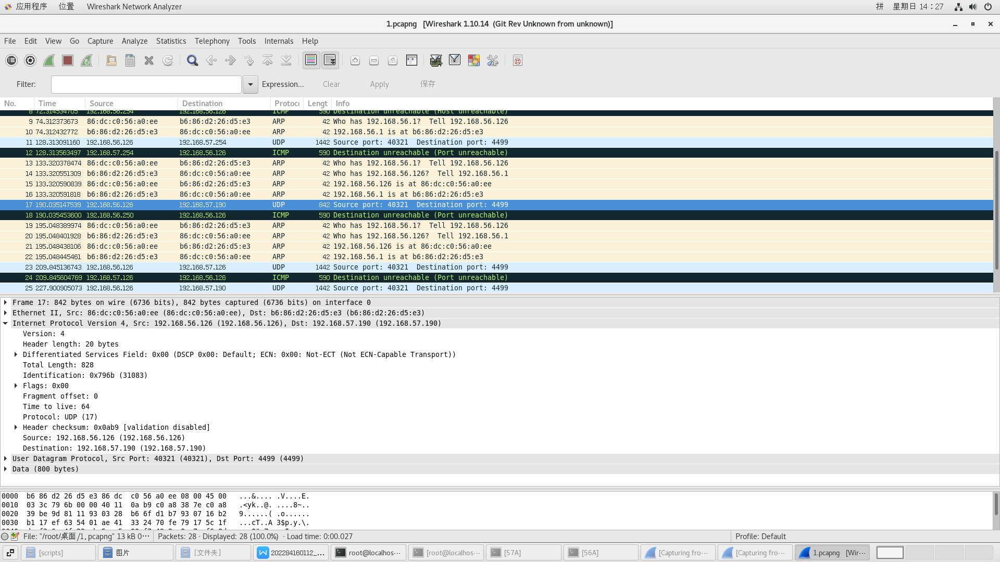 应用程序 位置 Wireshark Network Analyzer 拼 星期日 14：27
1.pcapng [Wireshark 1.10.14 (Git Rev Unknown from unknown)]
File Edit View Go Capture Analyze Statistics Telephony Tools Internals Help
Filter: Expression... Clear Apply 保存
No. Time Source Destination Protoc Lengt Info
8 72.314534705 192.168.56.254 192.168.56.126 ICMP 590 Destination unreachable (Host unreachable)
9 74.312373673 86:dc:c0:56:a0:ee b6:86:d2:26:d5:e3 ARP 42 Who has 192.168.56.1? Tell 192.168.56.126
10 74.312432772 b6:86:d2:26:d5:e3 86:dc:c0:56:a0:ee ARP 42 192.168.56.1 is at b6:86:d2:26:d5:e3
11 128.313091160 192.168.56.126 192.168.57.254 UDP 1442 Source port: 40321 Destination port: 4499
12 128.313563497 192.168.57.254 192.168.56.126 ICMP 590 Destination unreachable (Port unreachable)
13 133.320378474 86:dc:c0:56:a0:ee b6:86:d2:26:d5:e3 ARP 42 Who has 192.168.56.1? Tell 192.168.56.126
14 133.320551309 b6:86:d2:26:d5:e3 86:dc:c0:56:a0:ee ARP 42 Who has 192.168.56.126? Tell 192.168.56.1
15 133.320590839 86:dc:c0:56:a0:ee b6:86:d2:26:d5:e3 ARP 42 192.168.56.126 is at 86:dc:c0:56:a0:ee
16 133.320591818 b6:86:d2:26:d5:e3 86:dc:c0:56:a0:ee ARP 42 192.168.56.1 is at b6:86:d2:26:d5:e3
17 190.035147539 192.168.56.126 192.168.57.190 UDP 842 Source port: 40321 Destination port: 4499
18 190.035453600 192.168.56.250 192.168.56.126 ICMP 590 Destination unreachable (Port unreachable)
19 195.048389974 86:dc:c0:56:a0:ee b6:86:d2:26:d5:e3 ARP 42 Who has 192.168.56.1? Tell 192.168.56.126
20 195.048401928 b6:86:d2:26:d5:e3 86:dc:c0:56:a0:ee ARP 42 Who has 192.168.56.126? Tell 192.168.56.1
21 195.048438106 86:dc:c0:56:a0:ee b6:86:d2:26:d5:e3 ARP 42 192.168.56.126 is at 86:dc:c0:56:a0:ee
22 195.048445461 b6:86:d2:26:d5:e3 86:dc:c0:56:a0:ee ARP 42 192.168.56.1 is at b6:86:d2:26:d5:e3
23 209.845136743 192.168.56.126 192.168.57.126 UDP 1442 Source port: 40321 Destination port: 4499
24 209.845604769 192.168.57.126 192.168.56.126 ICMP 590 Destination unreachable (Port unreachable)
25 227.900905073 192.168.56.126 192.168.57.190 UDP 1442 Source port: 40321 Destination port: 4499
Frame 17: 842 bytes on wire (6736 bits), 842 bytes captured (6736 bits) on interface 0
Ethernet II, Src: 86:dc:c0:56:a0:ee (86:dc:c0:56:a0:ee), Dst: b6:86:d2:26:d5:e3 (b6:86:d2:26:d5:e3)
Internet Protocol Version 4, Src: 192.168.56.126 (192.168.56.126), Dst: 192.168.57.190 (192.168.57.190)
Version: 4
Header length: 20 bytes
Differentiated Services Field: 0x00 (DSCP 0x00: Default; ECN: 0x00: Not-ECT (Not ECN-Capable Transport))
Total Length: 828
Identification: 0x796b (31083)
Flags: 0x00
Fragment offset: 0
Time to live: 64
Protocol: UDP (17)
Header checksum: 0x0ab9 [validation disabled]
Source: 192.168.56.126 (192.168.56.126)
Destination: 192.168.57.190 (192.168.57.190)
User Datagram Protocol, Src Port: 40321 (40321), Dst Port: 4499 (4499)
Data (800 bytes)
0000 b6 86 d2 26 d5 e3 86 dc c0 56 a0 ee 08 00 45 00 ...&.... .V....E.
0010 03 3c 79 6b 00 00 40 11 0a b9 c0 a8 38 7e c0 a8 .<yk..@. ....8~..
0020 39 be 9d 81 11 93 03 28 b6 6f d1 b7 93 07 16 b2 9......( .o......
0030 b1 17 ef 63 54 01 ae 41 33 24 70 fe 79 17 5c 1f ...cT..A 3$p.y.\.
File: "/root/桌面/1.pcapng" 13 kB 0… Packets: 28 · Displayed: 28 (100.0%) · Load time: 0:00.027 Profile: Default
[scripts] 图片 [文件夹] 202284160112_... root@localhos… [root@localhos… [57A] [56A] [Capturing fro… [Capturing fro… 1.pcapng [Wir…